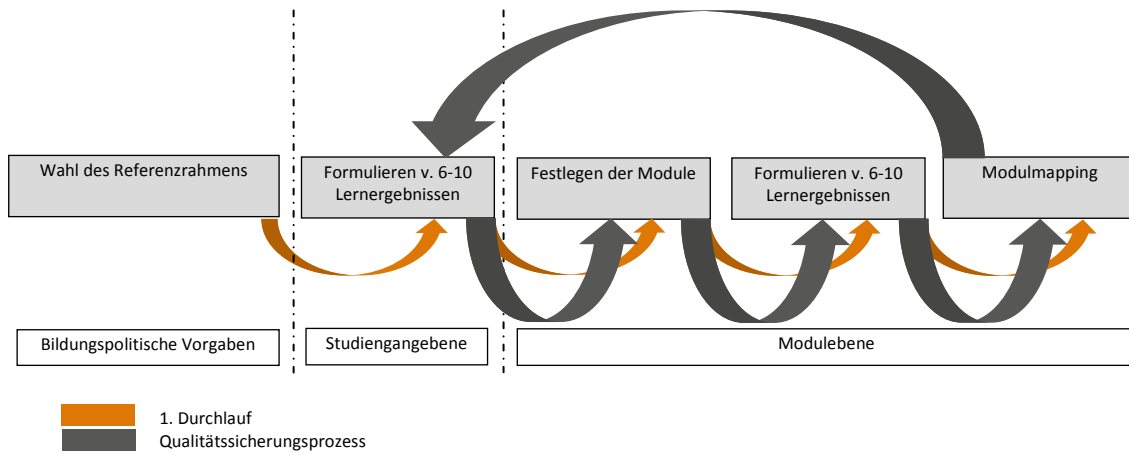 Wahl des Referenzrahmens
Formulieren v. 6-10
Lernergebnissen
Festlegen der Module
Formulieren v. 6-10
Lernergebnissen
Modulmapping
Bildungspolitische Vorgaben
Studiengangebene
Modulebene
1. Durchlauf
Qualitätssicherungsprozess